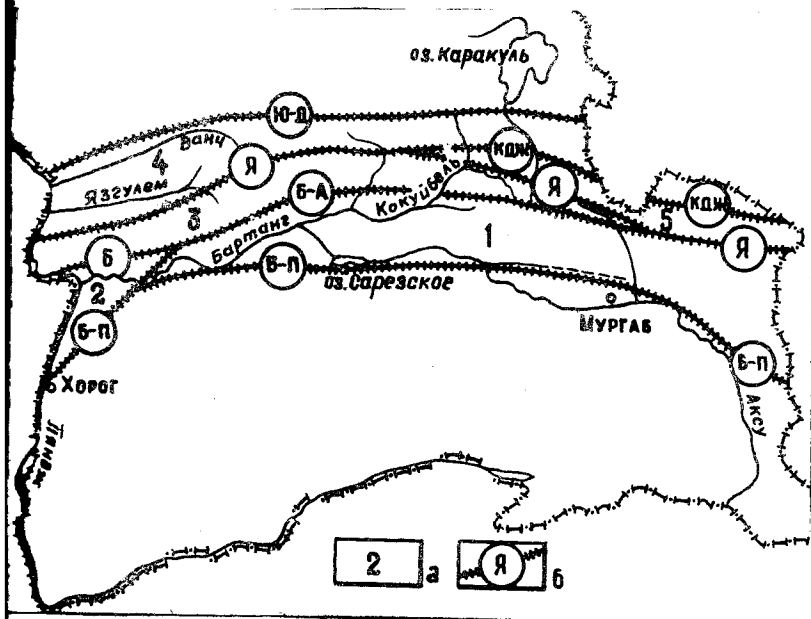 оз. Каракуль
Ю-Д
Ванч
4
Я
КДЖ
Язгулем
Кокуйбель
Я
КДЖ
Б-А
3
5
Бартанг
1
Я
Б
Б-П
оз. Сарезское
2
Мургаб
Б-П
Б-П
Хорог
Аксу
Пяндж
2
а
Я
б